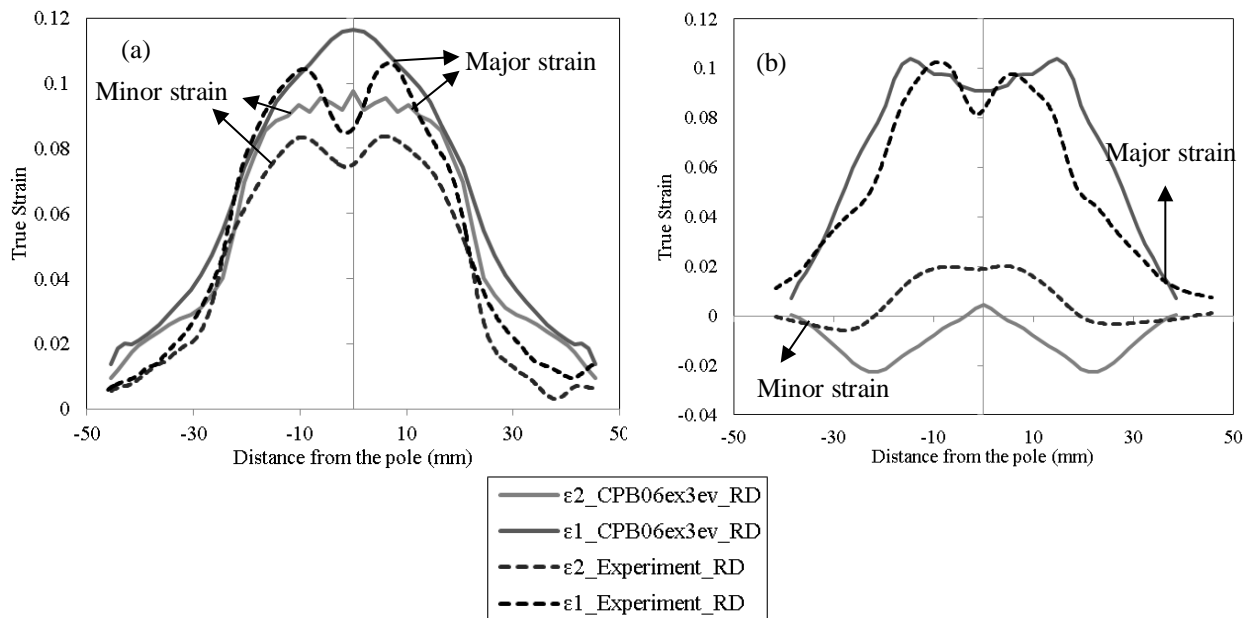 (a)
Major strain
Minor strain
True Strain
0.12
0.1
0.08
0.06
0.04
0.02
0
-50
-30
-10
10
30
50
Distance from the pole (mm)
(b)
Major strain
Minor strain
True Strain
0.12
0.1
0.08
0.06
0.04
0.02
0
-0.02
-0.04
-50
-30
-10
10
30
50
Distance from the pole (mm)
ε2_CPB06ex3ev_RD
ε1_CPB06ex3ev_RD
ε2_Experiment_RD
ε1_Experiment_RD